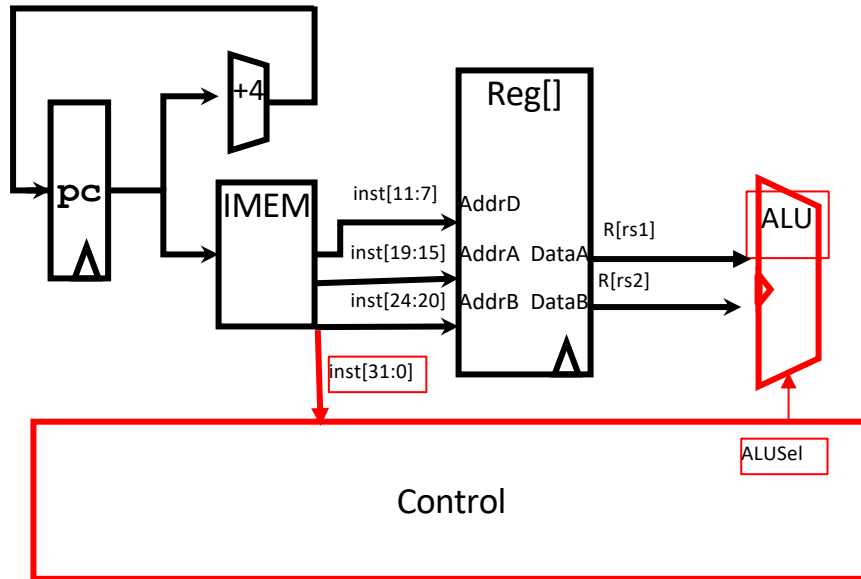 +4
Reg[]
pc
IMEM
inst[11:7]
AddrD
ALU
R[rs1]
inst[19:15]
AddrA
DataA
R[rs2]
inst[24:20]
AddrB
DataB
inst[31:0]
ALUSel
Control